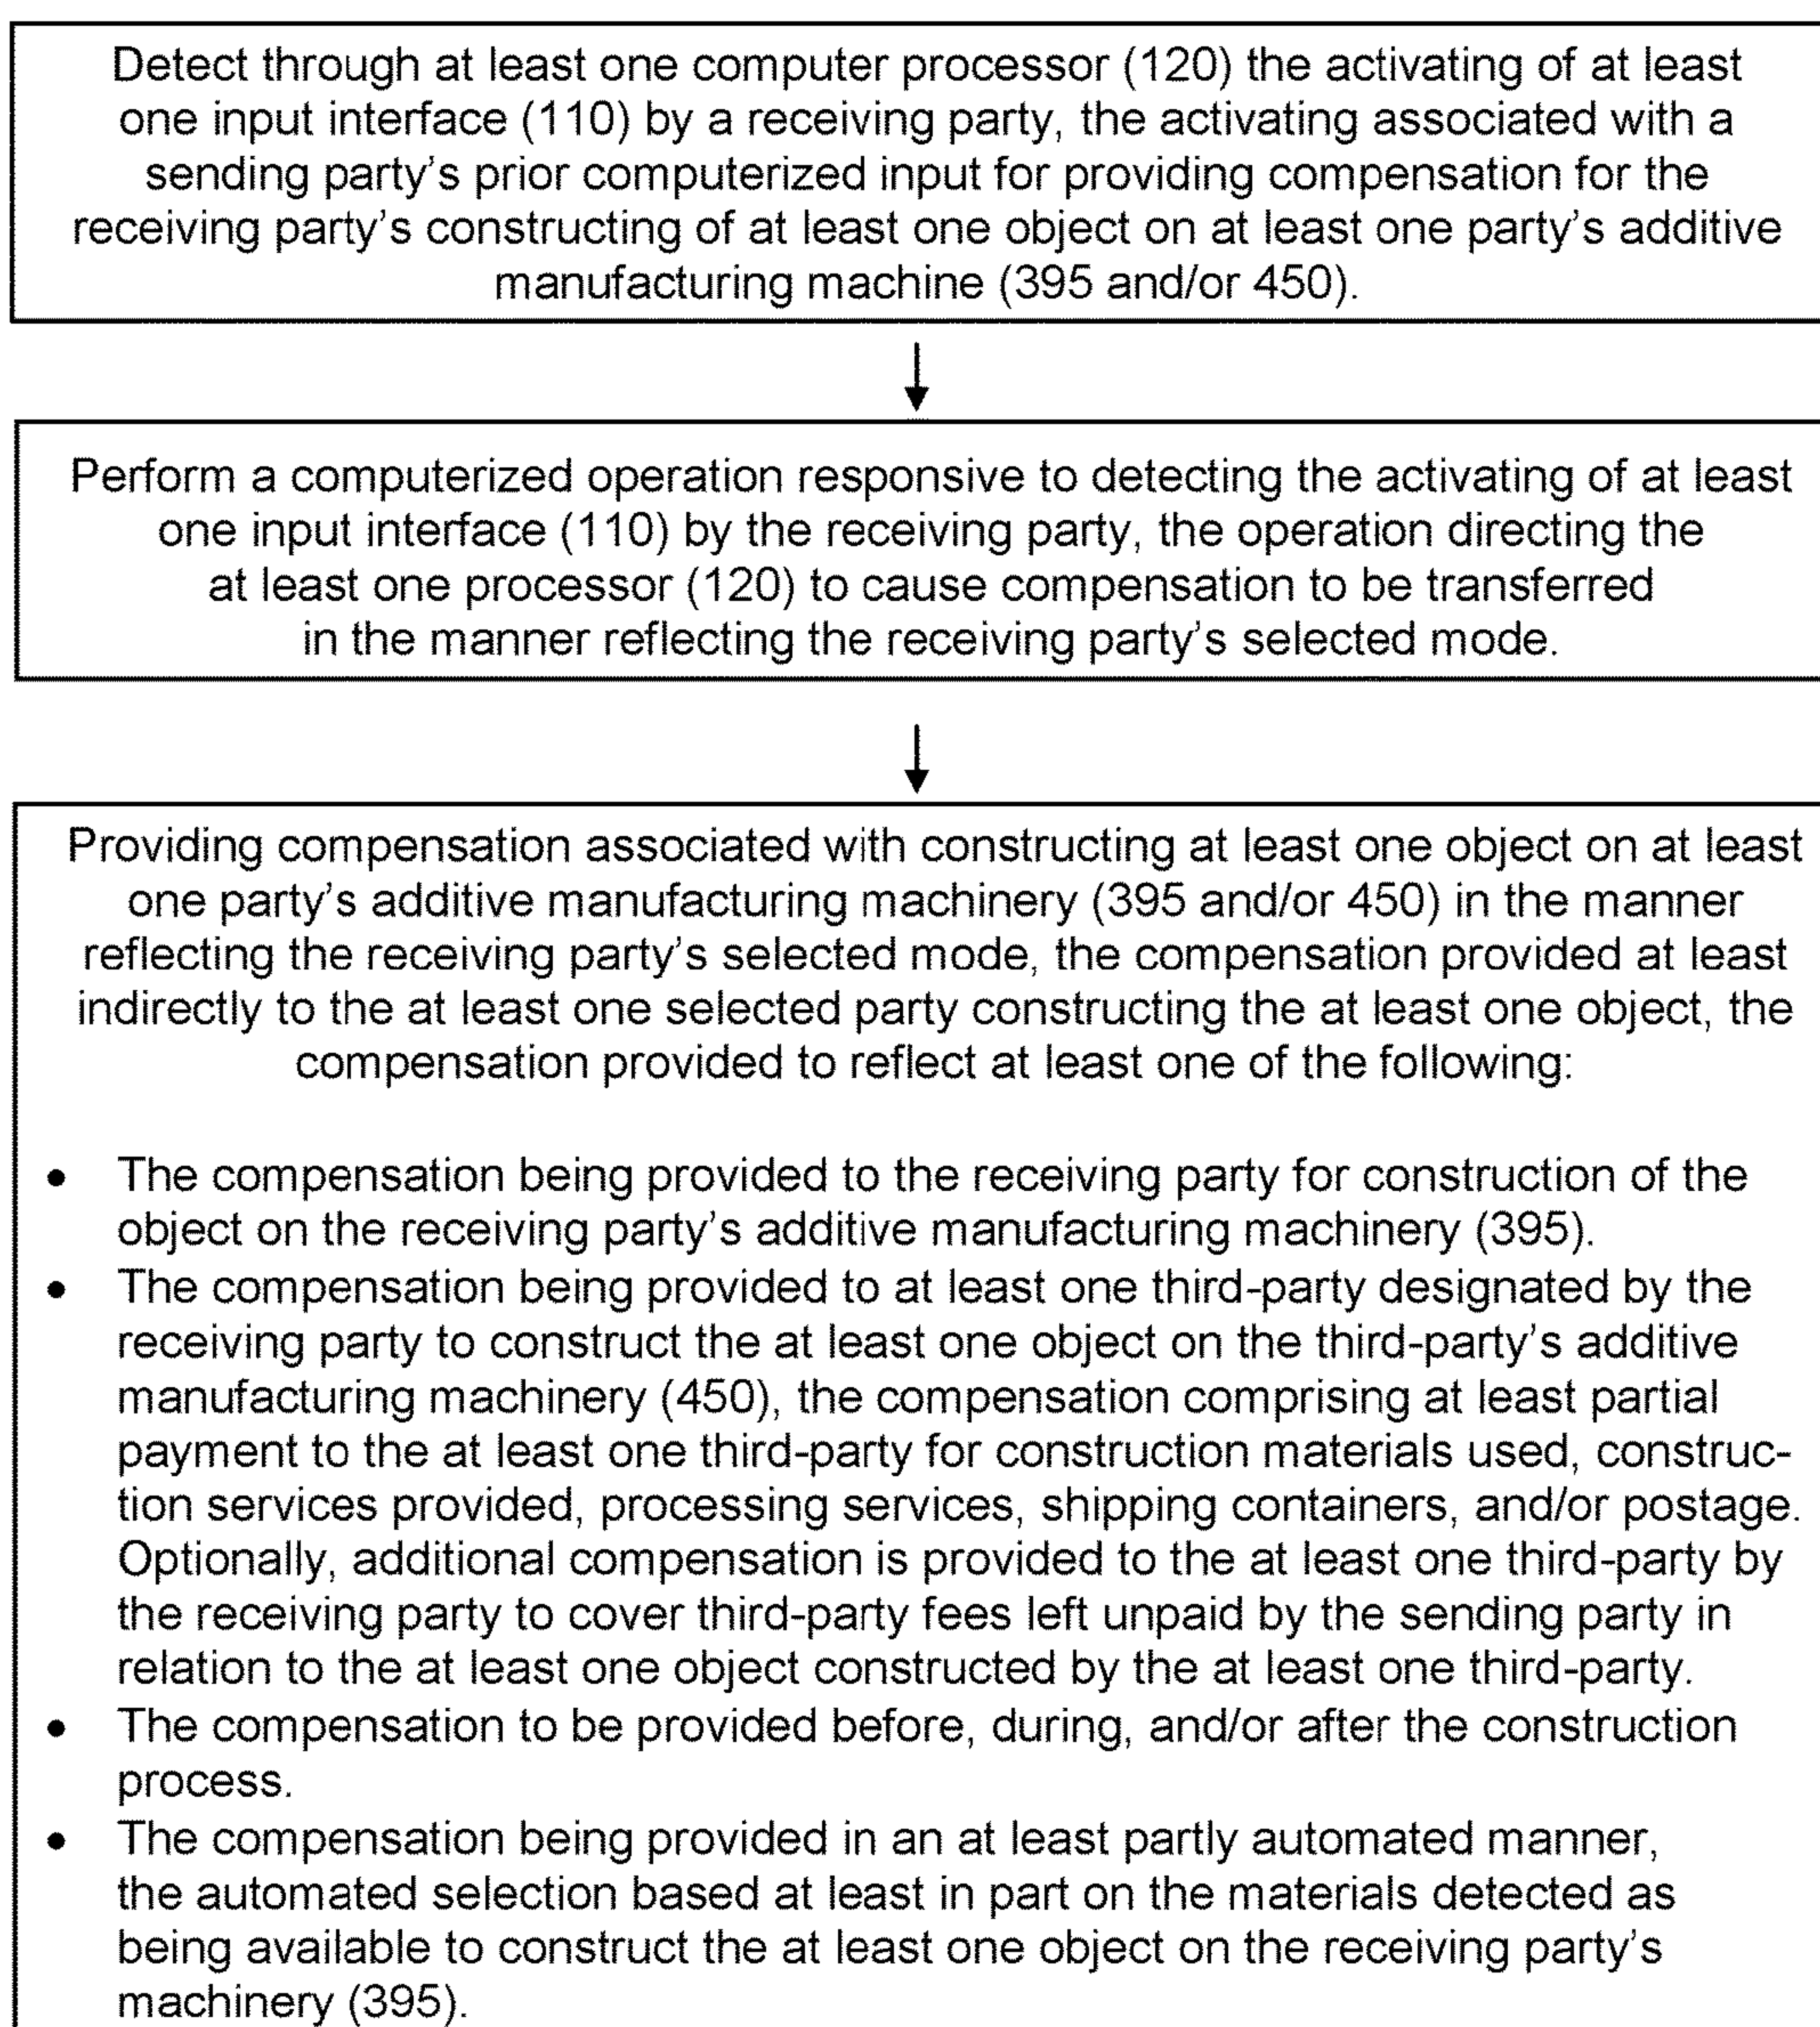 Detect through at least one computer processor (120) the activating of at least
one input interface (110) by a receiving party, the activating associated with a
sending party's prior computerized input for providing compensation for the
receiving party's constructing of at least one object on at least one party's additive
manufacturing machine (395 and/or 450).
Perform a computerized operation responsive to detecting the activating of at least
one input interface (110) by the receiving party, the operation directing the
at least one processor (120) to cause compensation to be transferred
in the manner reflecting the receiving party's selected mode.
Providing compensation associated with constructing at least one object on at least
one party's additive manufacturing machinery (395 and/or 450) in the manner
reflecting the receiving party's selected mode, the compensation provided at least
indirectly to the at least one selected party constructing the at least one object, the
compensation provided to reflect at least one of the following:
• The compensation being provided to the receiving party for construction of the
object on the receiving party's additive manufacturing machinery (395).
• The compensation being provided to at least one third-party designated by the
receiving party to construct the at least one object on the third-party's additive
manufacturing machinery (450), the compensation comprising at least partial
payment to the at least one third-party for construction materials used, construc-
tion services provided, processing services, shipping containers, and/or postage.
Optionally, additional compensation is provided to the at least one third-party by
the receiving party to cover third-party fees left unpaid by the sending party in
relation to the at least one object constructed by the at least one third-party.
• The compensation to be provided before, during, and/or after the construction
process.
• The compensation being provided in an at least partly automated manner,
the automated selection based at least in part on the materials detected as
being available to construct the at least one object on the receiving party's
machinery (395).